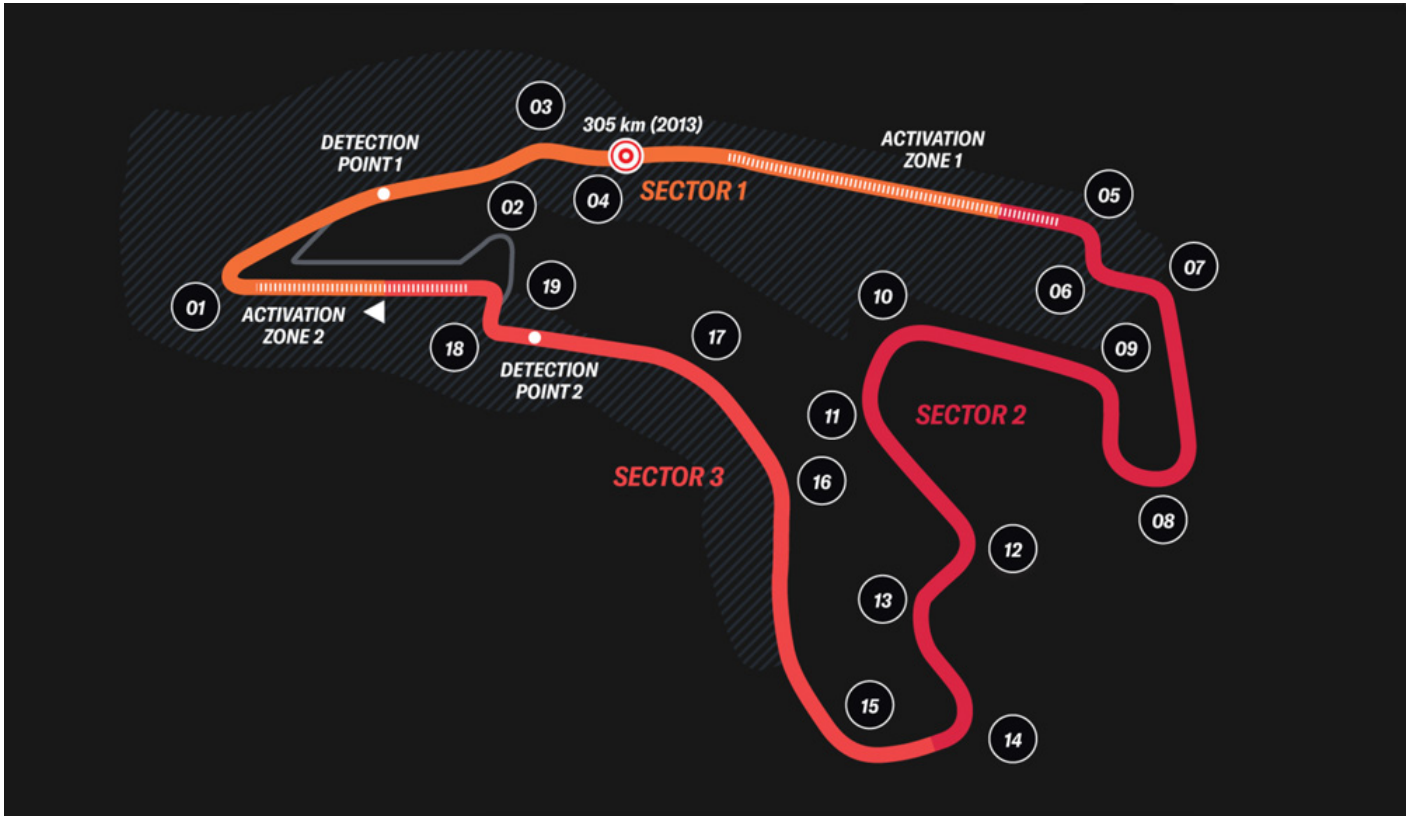 03
305 km (2013)
DETECTION
POINT 1
ACTIVATION
ZONE 1
SECTOR 1
02
04
05
07
06
01
ACTIVATION
ZONE 2
19
18
DETECTION
POINT 2
17
10
09
11
SECTOR 2
16
SECTOR 3
08
12
13
15
14